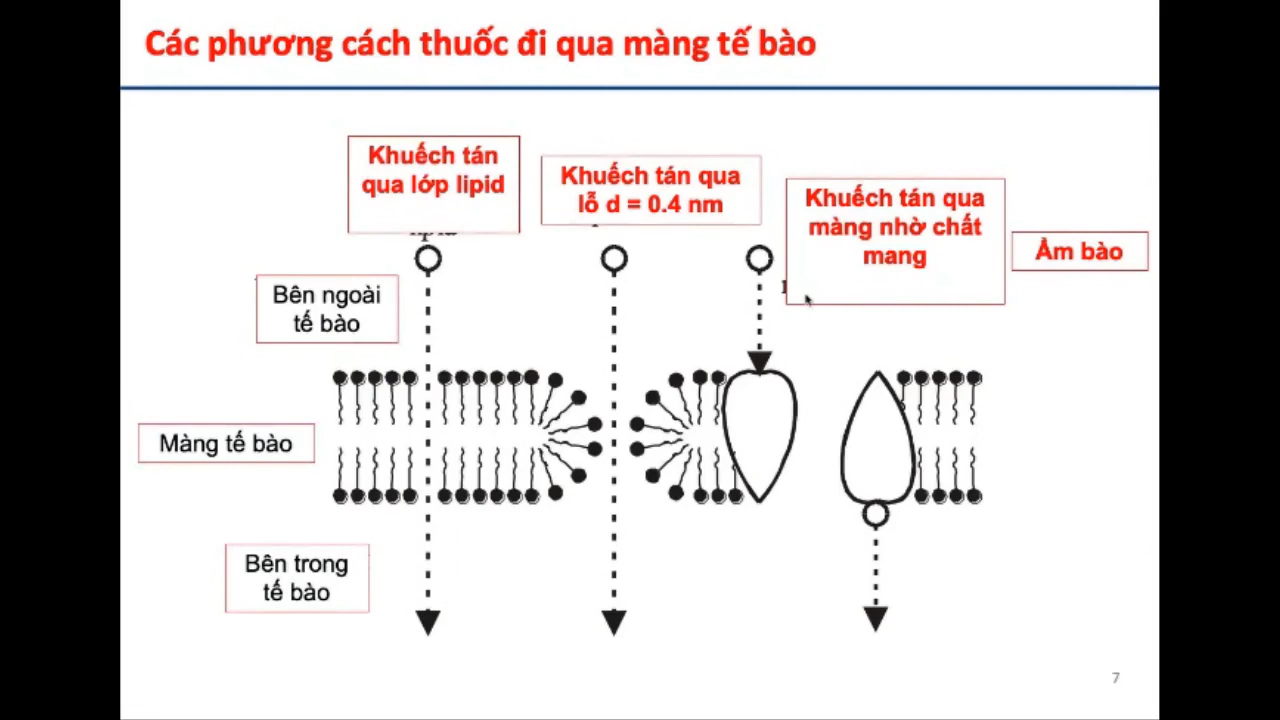 Các phương cách thuốc đi qua màng tế bào
Khuếch tán
qua lớp lipid
Khuếch tán qua
lỗ d = 0.4 nm
Khuếch tán qua
màng nhờ chất
mang
Ẩm bào
Bên ngoài
tế bào
Màng tế bào
Bên trong
tế bào
7